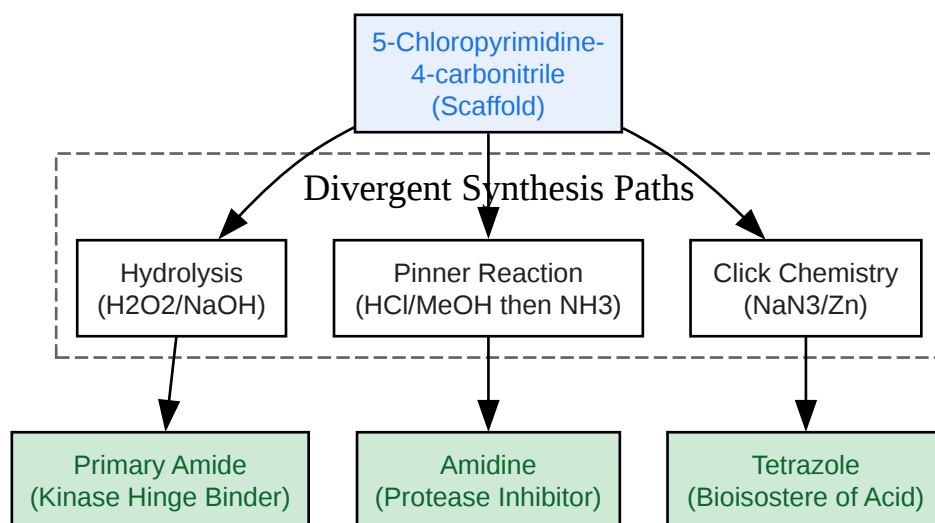 5-Chloropyrimidine-
4-carbonitrile
(Scaffold)
Divergent Synthesis Paths
Hydrolysis
(H2O2/NaOH)
Pinner Reaction
(HCl/MeOH then NH3)
Click Chemistry
(NaN3/Zn)
Primary Amide
(Kinase Hinge Binder)
Amidine
(Protease Inhibitor)
Tetrazole
(Bioisostere of Acid)